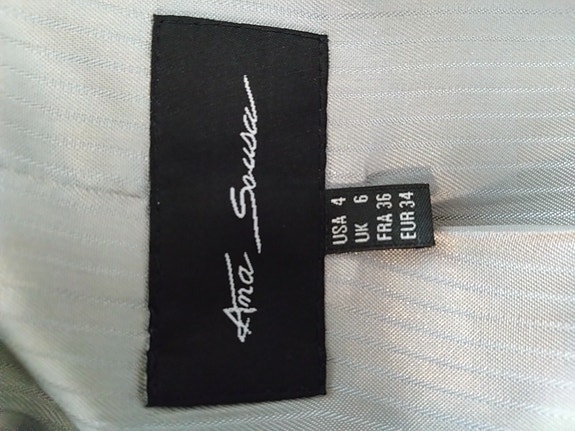 Ana Sousa
USA 4
UK 6
FRA 36
EUR 34